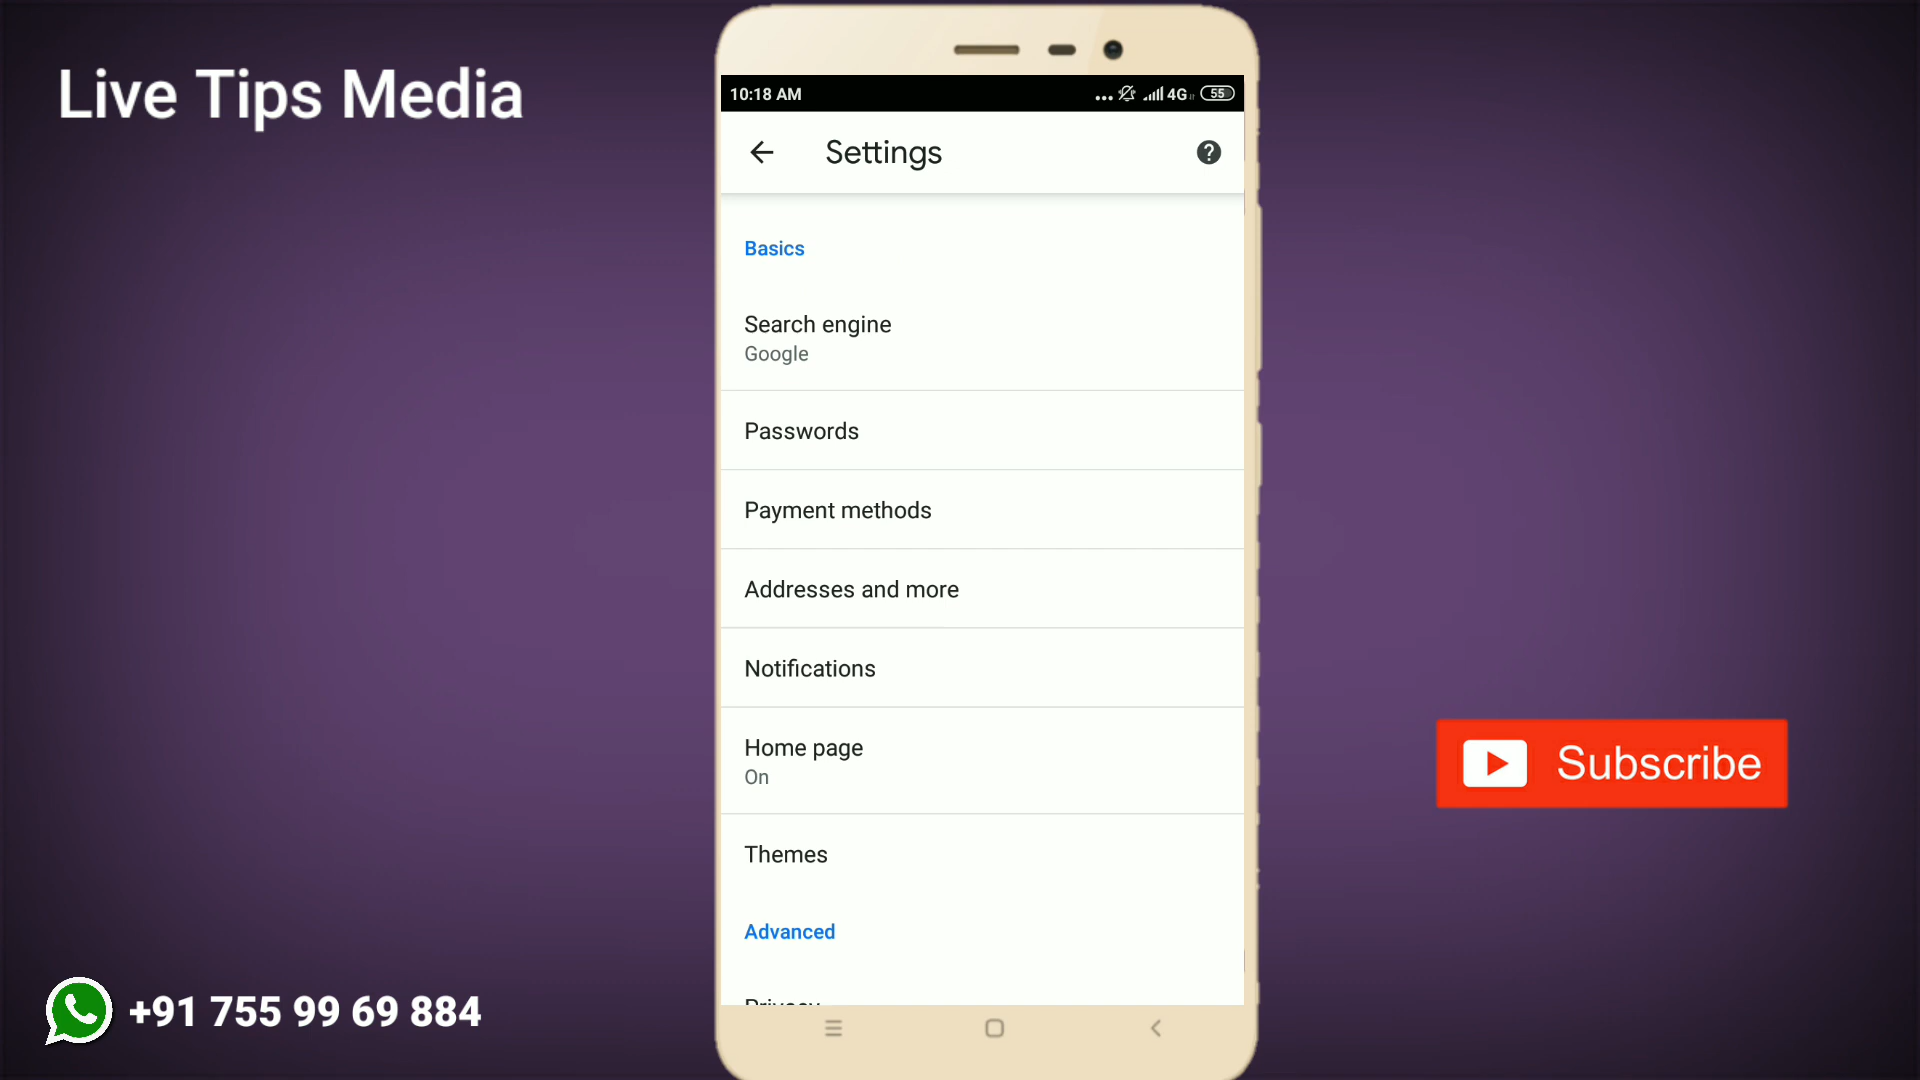 Live Tips Media
10:18 AM
4G
55
Settings
Basics
Search engine
Google
Passwords
Payment methods
Addresses and more
Notifications
Home page
On
Themes
Advanced
Privacy
Subscribe
+91 755 99 69 884